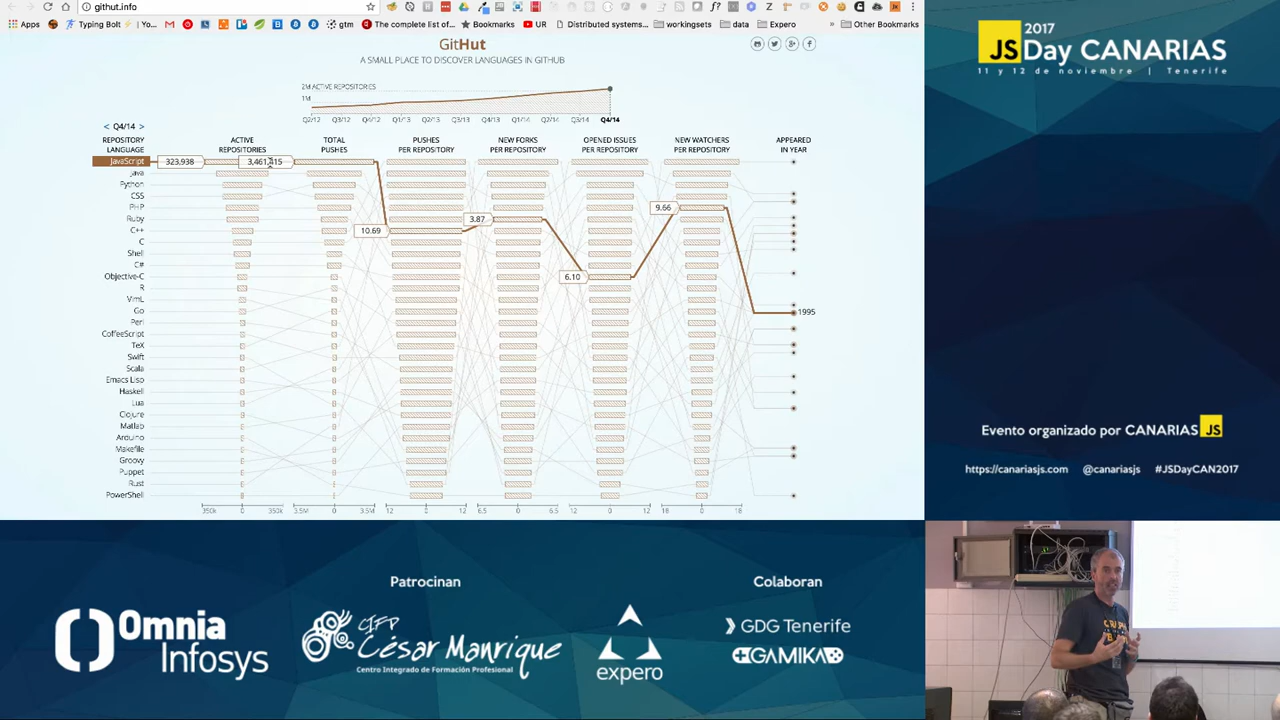 githut.info
Apps
Typing Bolt
Yo...
gtm
The complete list of...
Bookmarks
UR
Distributed systems...
workingsets
data
Expero
Other Bookmarks
GitHut
A SMALL PLACE TO DISCOVER LANGUAGES IN GITHUB
2M ACTIVE REPOSITORIES
1M
Q2/12 Q3/12 Q4/12 Q1/13 Q2/13 Q3/13 Q4/13 Q1/14 Q2/14 Q3/14 Q4/14
< Q4/14 >
REPOSITORY LANGUAGE
ACTIVE REPOSITORIES
TOTAL PUSHES
PUSHES PER REPOSITORY
NEW FORKS PER REPOSITORY
OPENED ISSUES PER REPOSITORY
NEW WATCHERS PER REPOSITORY
APPEARED IN YEAR
JavaScript 323,938
Java
Python
CSS
PHP 9.66
Ruby 3.87
C++ 10.69
C
Shell
C#
Objective-C 6.10
R
VimL
Go 1995
Perl
CoffeeScript
TeX
Swift
Scala
Emacs Lisp
Haskell
Lua
Clojure
Matlab
Arduino
Makefile
Groovy
Puppet
Rust
PowerShell
350k 0 350k 3.5M 0 3.5M 12 0 12 6.5 0 6.5 12 0 12 18 0 18
2017
JSDay CANARIAS
11 y 12 de noviembre | Tenerife
Evento organizado por CANARIAS JS
https://canariasjs.com @canariasjs #JSDayCAN2017
Patrocinan
Omnia
Infosys
CIFP
César Manrique
Centro Integrado de Formación Profesional
expero
Colaboran
GDG Tenerife
GAMIKA